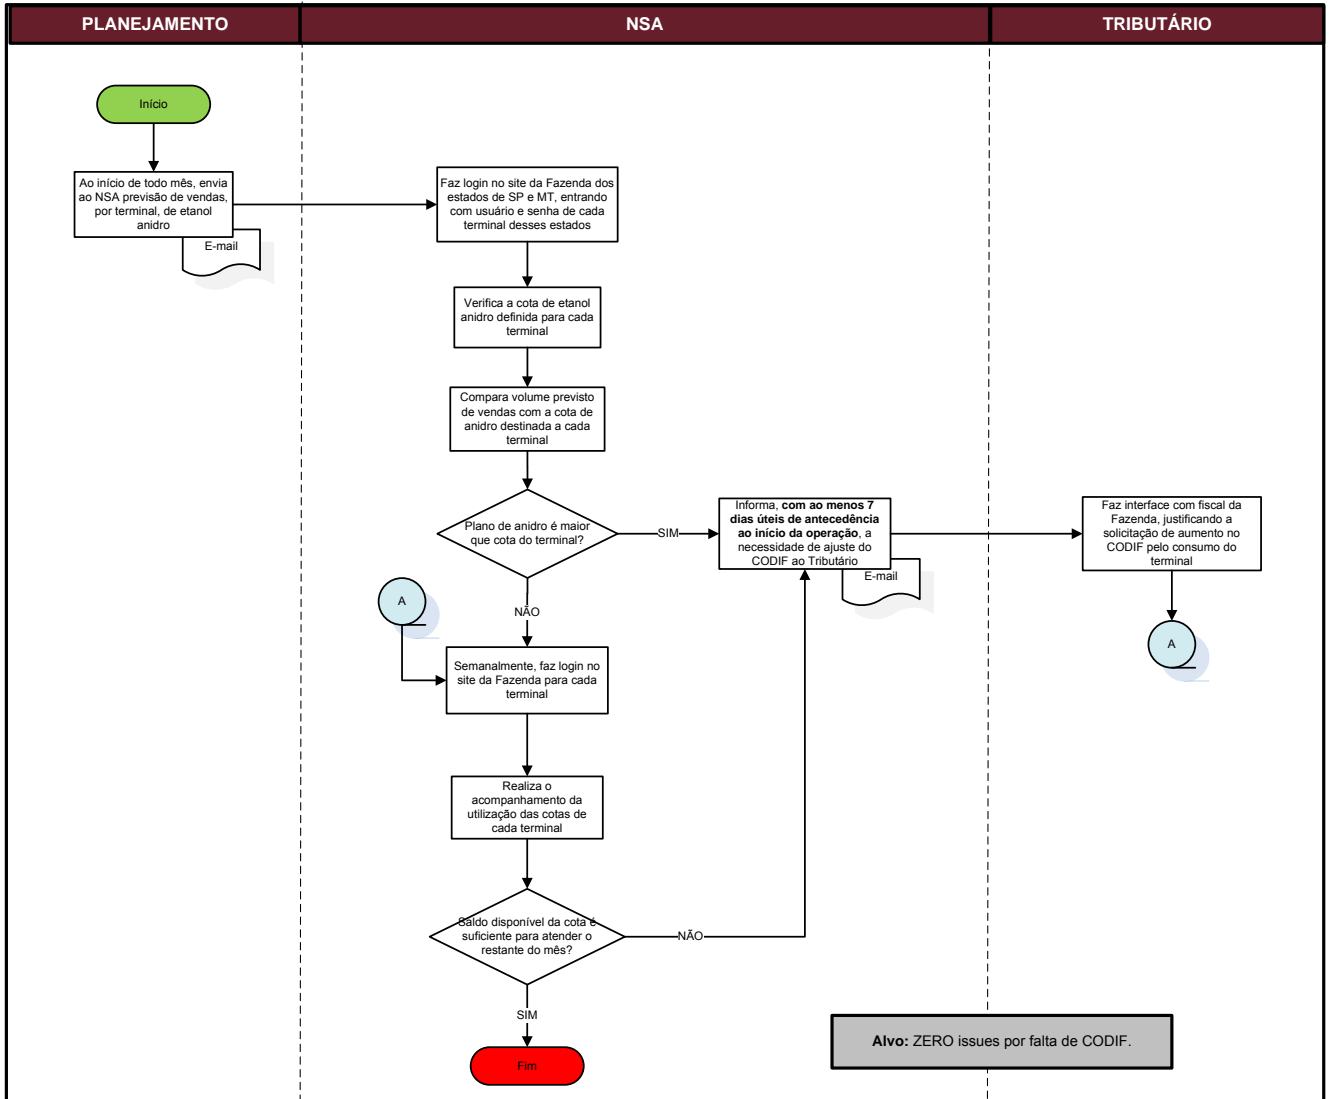 PLANEJAMENTO
NSA
TRIBUTÁRIO
Início
Ao início de todo mês, envia
ao NSA previsão de vendas,
por terminal, de etanol
anidro
E-mail
Faz login no site da Fazenda dos
estados de SP e MT, entrando
com usuário e senha de cada
terminal desses estados
Verifica a cota de etanol
anidro definida para cada
terminal
Compara volume previsto
de vendas com a cota de
anidro destinada a cada
terminal
Plano de anidro é maior
que cota do terminal?
SIM
Informa, com ao menos 7
dias úteis de antecedência
ao início da operação, a
necessidade de ajuste do
CODIF ao Tributário
E-mail
Faz interface com fiscal da
Fazenda, justificando a
solicitação de aumento no
CODIF pelo consumo do
terminal
A
NÃO
A
Semanalmente, faz login no
site da Fazenda para cada
terminal
Realiza o
acompanhamento da
utilização das cotas de
cada terminal
Saldo disponível da cota é
suficiente para atender o
restante do mês?
NÃO
SIM
Fim
Alvo: ZERO issues por falta de CODIF.